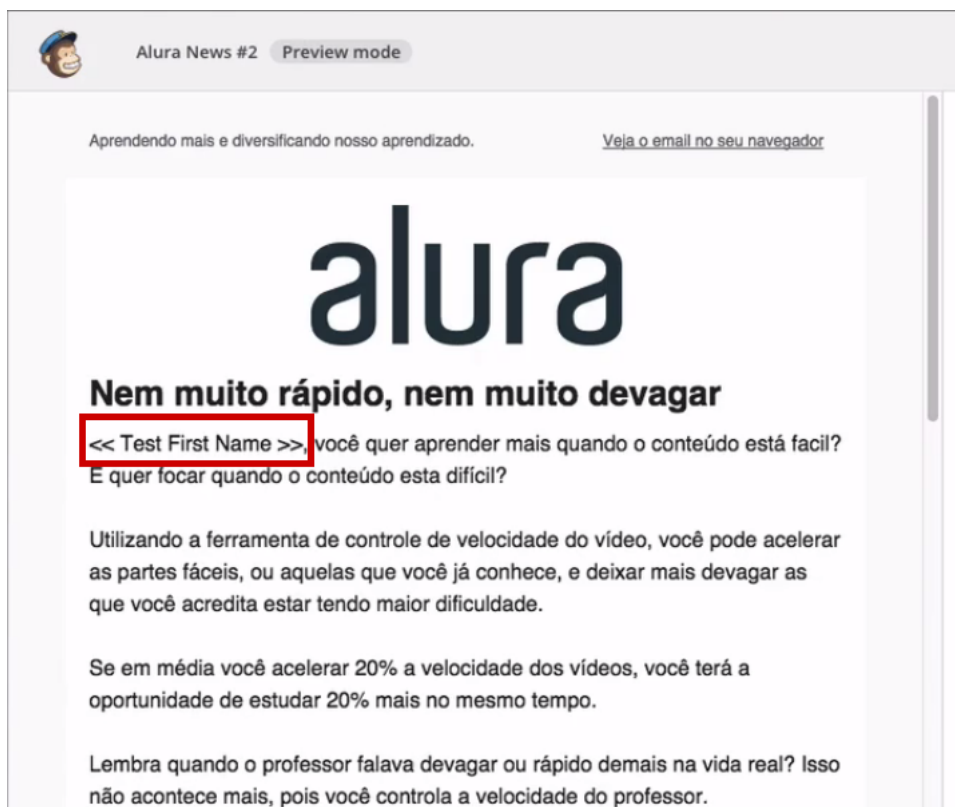 Alura News #2 Preview mode
Aprendendo mais e diversificando nosso aprendizado. Veja o email no seu navegador
alura
Nem muito rápido, nem muito devagar
<< Test First Name >>, você quer aprender mais quando o conteúdo está facil?
E quer focar quando o conteúdo esta difícil?
Utilizando a ferramenta de controle de velocidade do vídeo, você pode acelerar
as partes fáceis, ou aquelas que você já conhece, e deixar mais devagar as
que você acredita estar tendo maior dificuldade.
Se em média você acelerar 20% a velocidade dos vídeos, você terá a
oportunidade de estudar 20% mais no mesmo tempo.
Lembra quando o professor falava devagar ou rápido demais na vida real? Isso
não acontece mais, pois você controla a velocidade do professor.